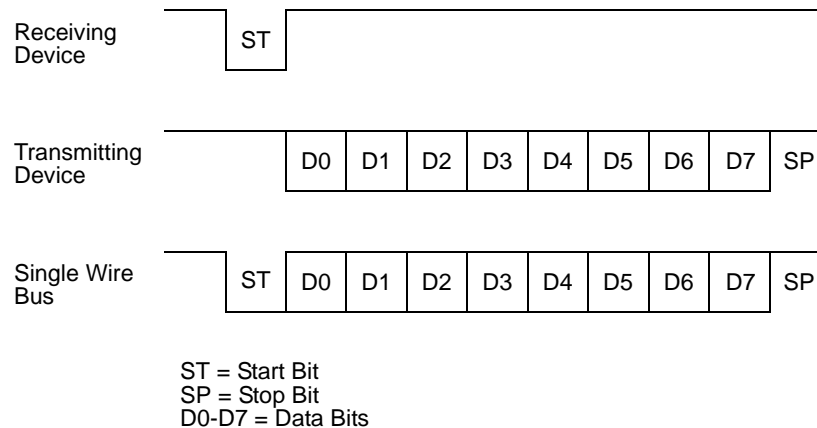 Receiving
Device
ST
Transmitting
Device
D0 D1 D2 D3 D4 D5 D6 D7 SP
Single Wire
Bus
ST D0 D1 D2 D3 D4 D5 D6 D7 SP
ST = Start Bit
SP = Stop Bit
D0-D7 = Data Bits